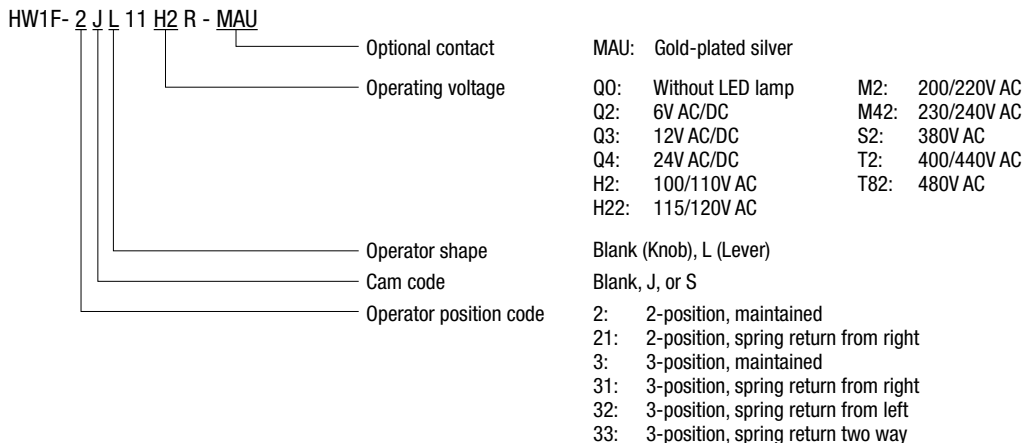 HW1F- 2 J L 11 H2 R - MAU
Optional contact MAU: Gold-plated silver
Operating voltage Q0: Without LED lamp M2: 200/220V AC
Q2: 6V AC/DC M42: 230/240V AC
Q3: 12V AC/DC S2: 380V AC
Q4: 24V AC/DC T2: 400/440V AC
H2: 100/110V AC T82: 480V AC
H22: 115/120V AC
Operator shape Blank (Knob), L (Lever)
Cam code Blank, J, or S
Operator position code 2: 2-position, maintained
21: 2-position, spring return from right
3: 3-position, maintained
31: 3-position, spring return from right
32: 3-position, spring return from left
33: 3-position, spring return two way